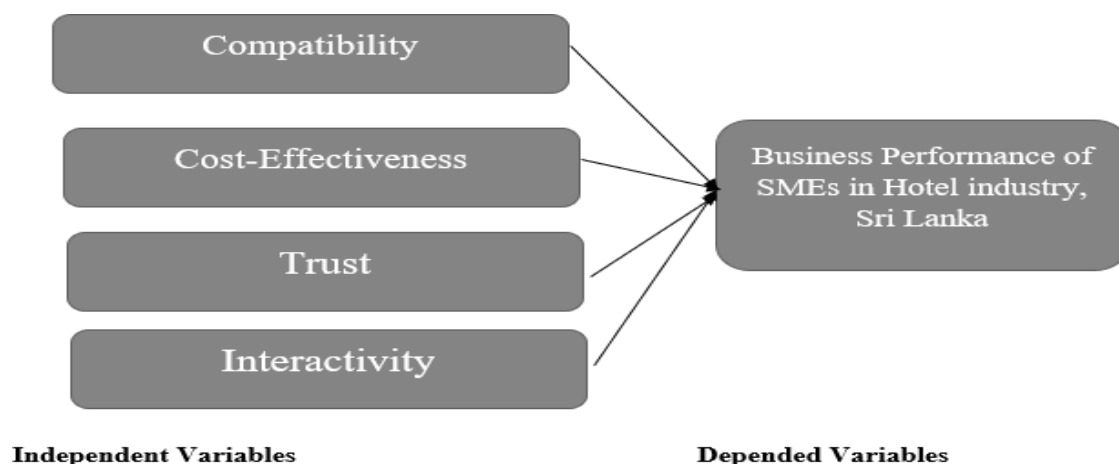 Compatibility
Cost-Effectiveness
Trust
Interactivity
Business Performance of
SMEs in Hotel industry,
Sri Lanka
Independent Variables
Depended Variables